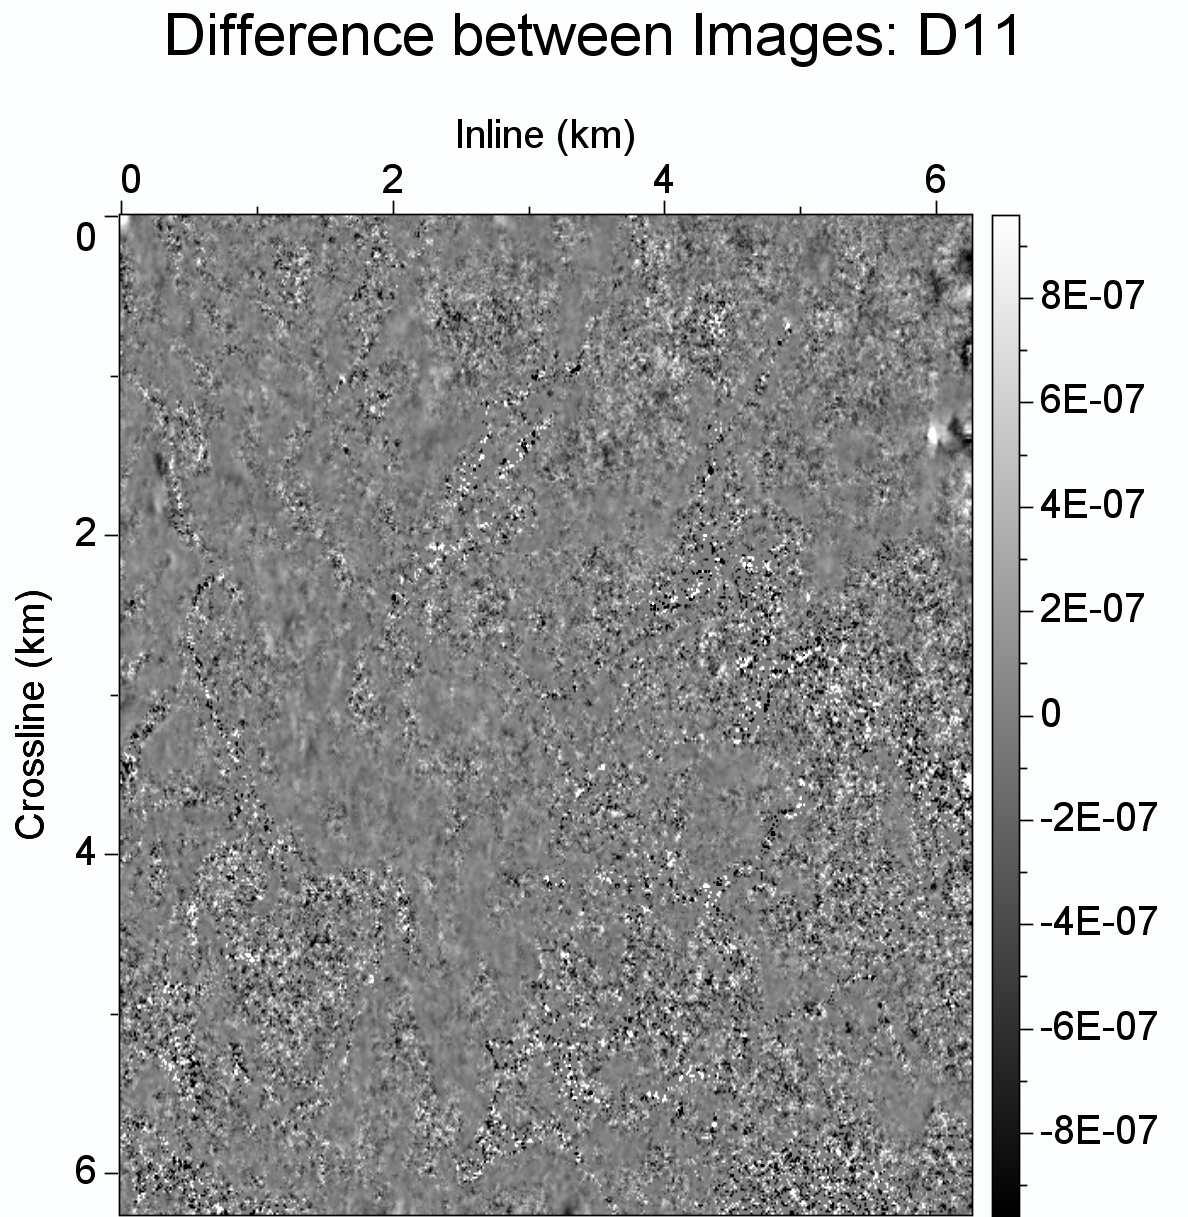 Difference between Images: D11
Inline (km)
0 2 4 6
0
2
4
6
Crossline (km)
8E-07
6E-07
4E-07
2E-07
0
-2E-07
-4E-07
-6E-07
-8E-07